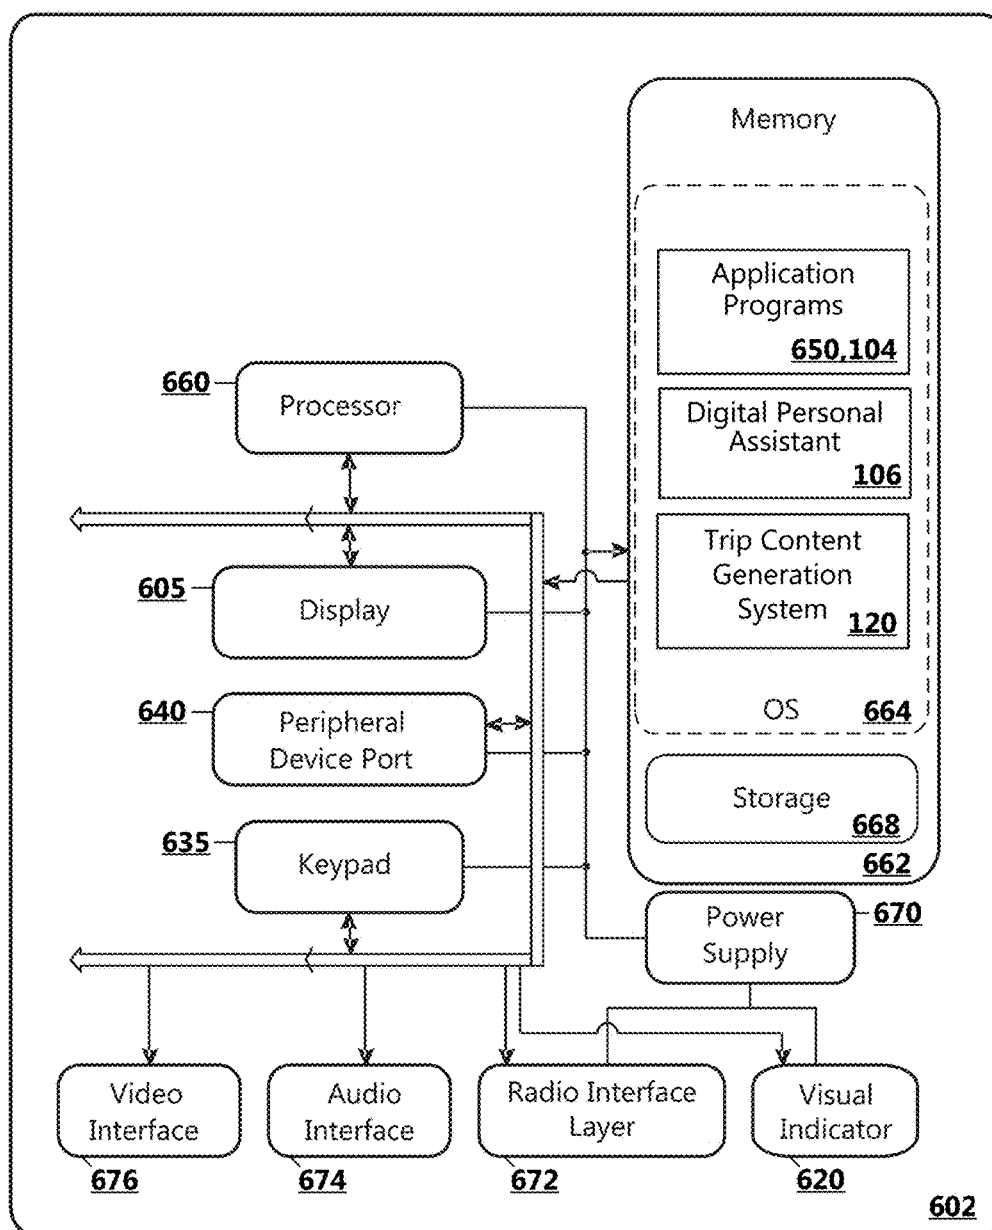 Memory
Application
Programs
650,104
Digital Personal
Assistant
106
Trip Content
Generation
System
120
OS
664
Storage
668
662
660
Processor
605
Display
640
Peripheral
Device Port
635
Keypad
Power
Supply
670
Video
Interface
676
Audio
Interface
674
Radio Interface
Layer
672
Visual
Indicator
620
602